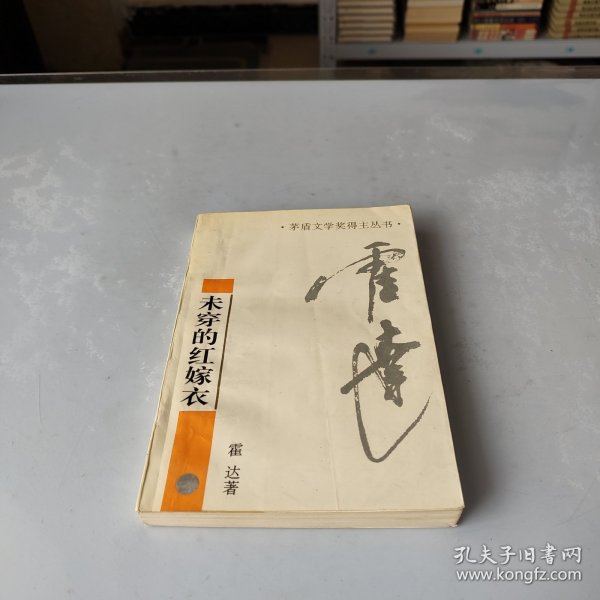 ·茅盾文学奖得主丛书·
霍达
未穿的红嫁衣
霍 达著
孔夫子旧书网
www.kongfz.com